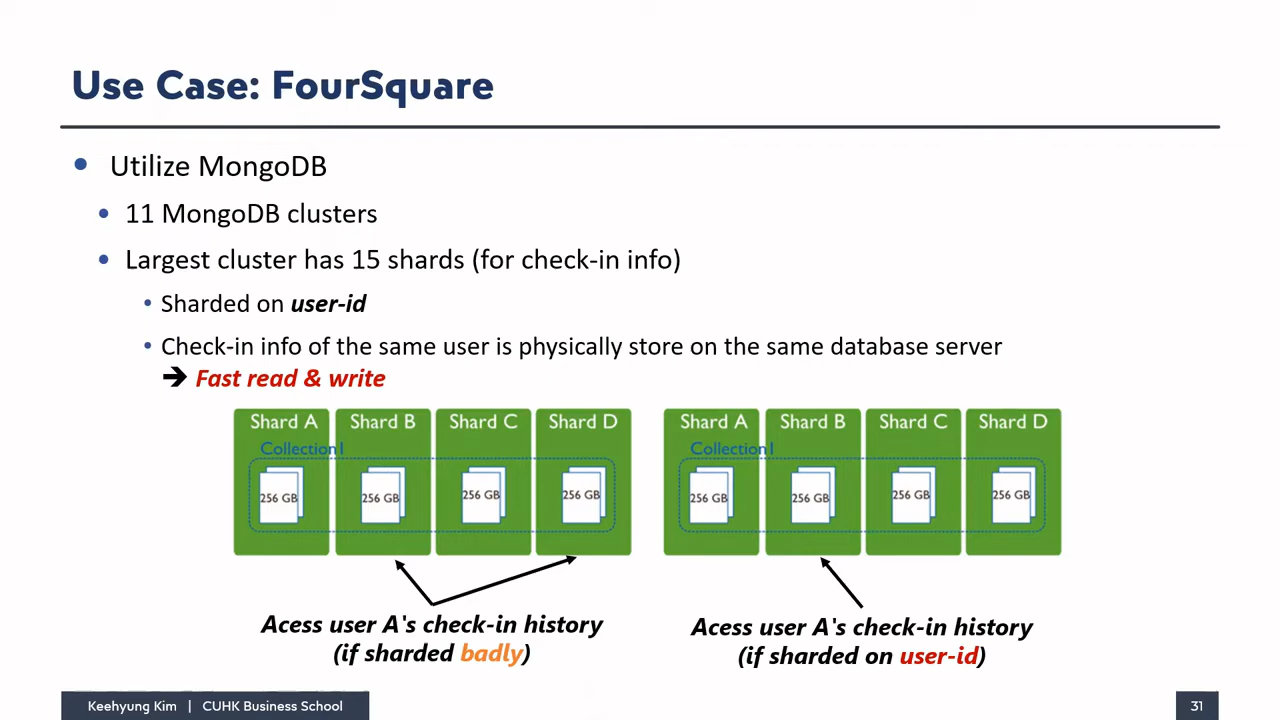 Use Case: FourSquare
• Utilize MongoDB
• 11 MongoDB clusters
• Largest cluster has 15 shards (for check-in info)
• Sharded on user-id
• Check-in info of the same user is physically store on the same database server
➔ Fast read & write
Shard A Shard B Shard C Shard D
Collection1
256 GB 256 GB 256 GB 256 GB
Acess user A's check-in history
(if sharded badly)
Shard A Shard B Shard C Shard D
Collection1
256 GB 256 GB 256 GB 256 GB
Acess user A's check-in history
(if sharded on user-id)
Keehyung Kim | CUHK Business School
31